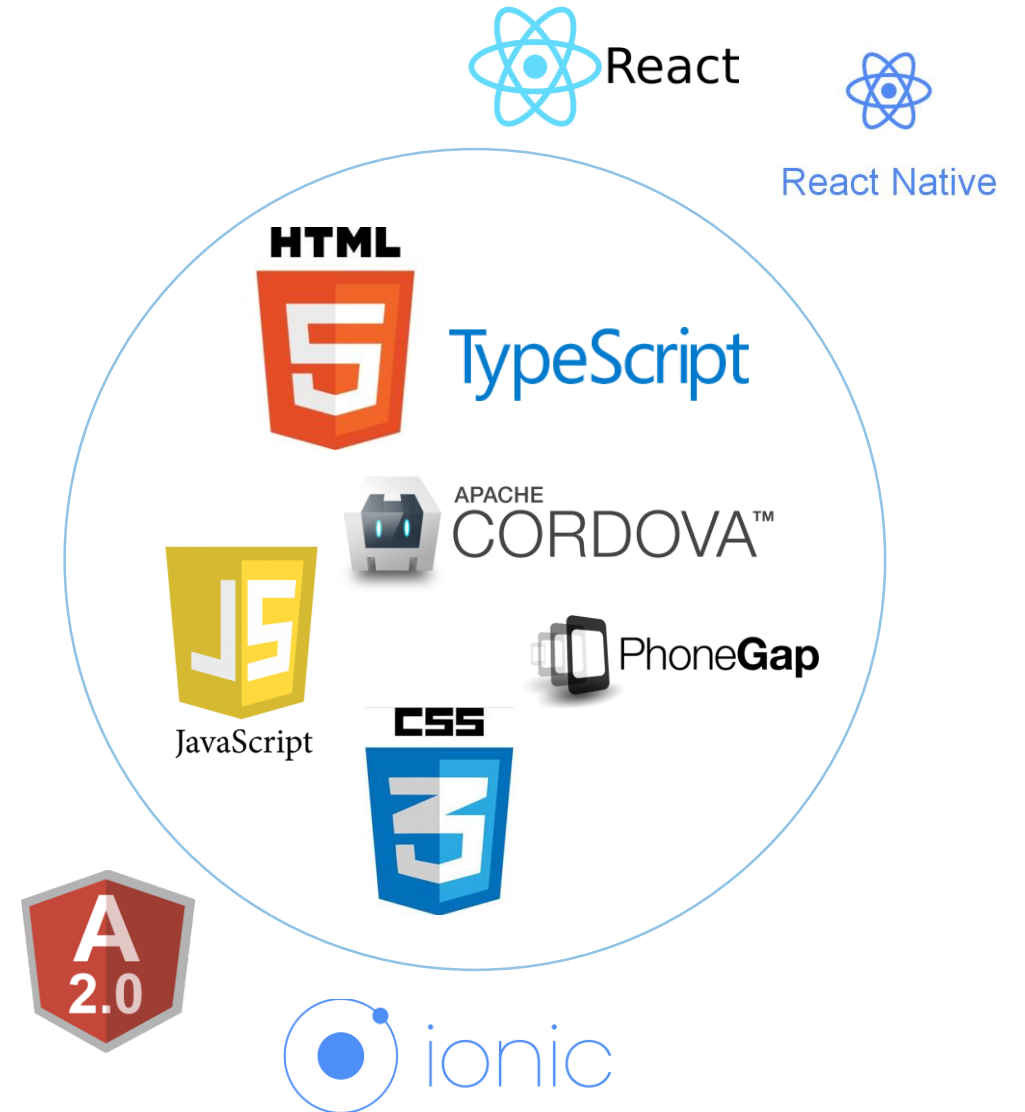 React
React Native
HTML
5
TypeScript
APACHE
CORDOVA™
JS
JavaScript
PhoneGap
CSS
3
A
2.0
ionic